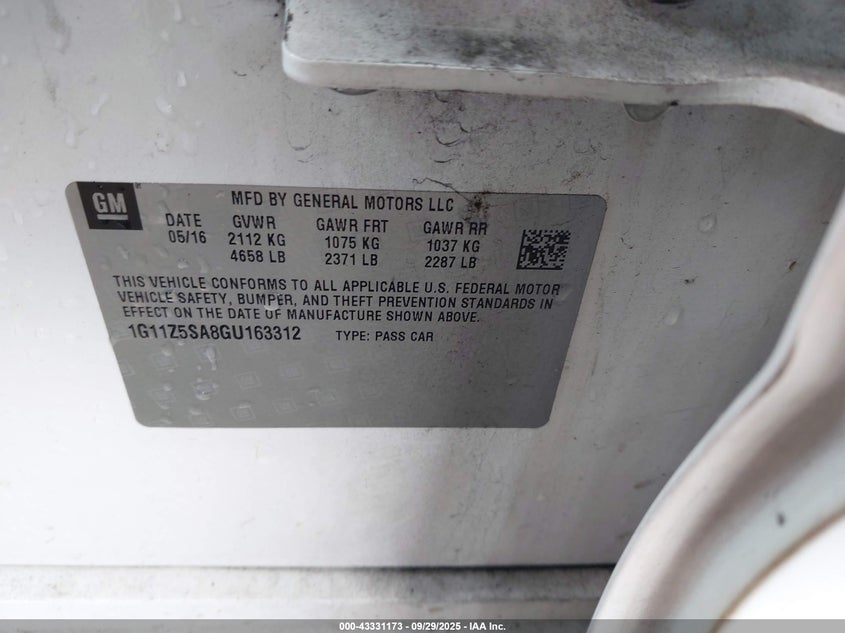 GM
MFD BY GENERAL MOTORS LLC
DATE GVWR GAWR FRT GAWR RR
05/16 2112 KG 1075 KG 1037 KG
4658 LB 2371 LB 2287 LB
THIS VEHICLE CONFORMS TO ALL APPLICABLE U.S. FEDERAL MOTOR
VEHICLE SAFETY, BUMPER, AND THEFT PREVENTION STANDARDS IN
EFFECT ON THE DATE OF MANUFACTURE SHOWN ABOVE.
1G11Z5SA8GU163312 TYPE: PASS CAR
000-43331173 - 09/29/2025 - IAA Inc.